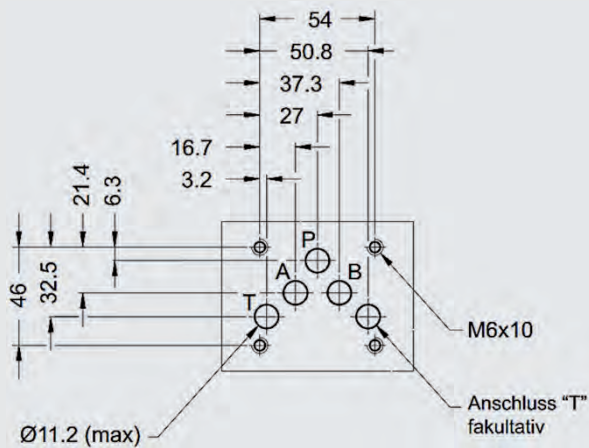 54
50.8
37.3
27
16.7
3.2
21.4
6.3
46
32.5
P
A
B
T
M6x10
Ø11.2 (max)
Anschluss “T”
fakultativ